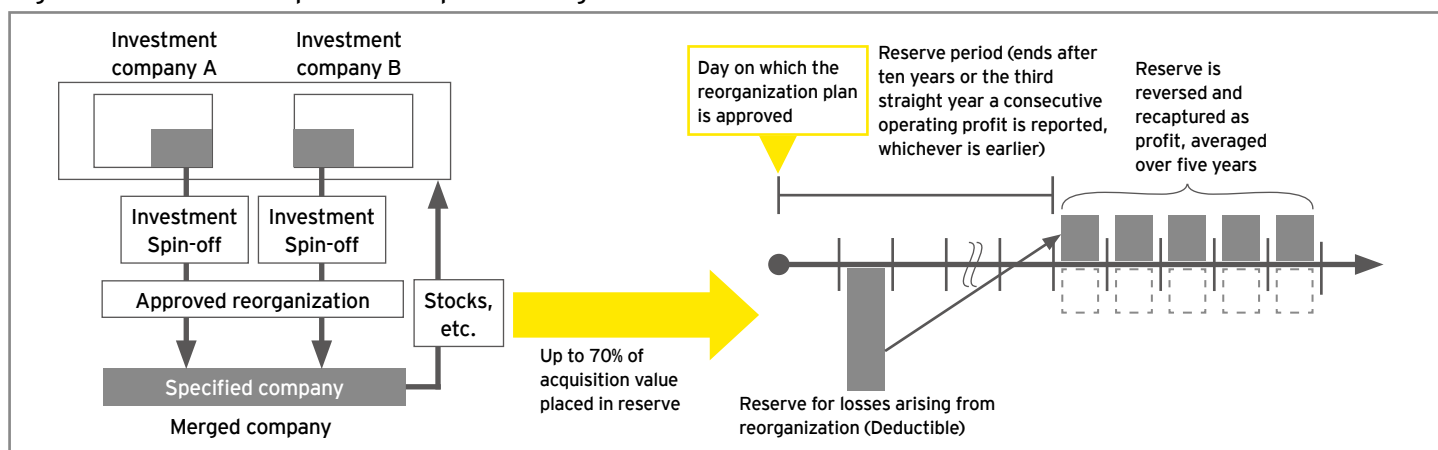 Investment
company A
Investment
company B
Investment
Spin-off
Investment
Spin-off
Approved reorganization
Stocks,
etc.
Specified company
Merged company
Up to 70% of
acquisition value
placed in reserve
Day on which the
reorganization plan
is approved
Reserve period (ends after
ten years or the third
straight year a consecutive
operating profit is reported,
whichever is earlier)
Reserve is
reversed and
recaptured as
profit, averaged
over five years
Reserve for losses arising from
reorganization (Deductible)